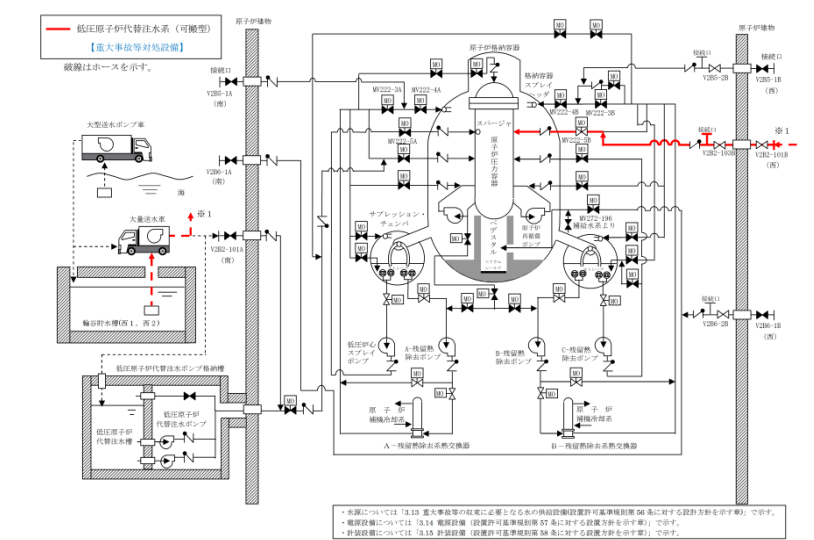 低圧原子炉代替注水系（可搬型）
【重大事故等対処設備】
破線はホースを示す。
原子炉建物
接続口
V2B5-1A
(南)
大型送水ポンプ車
海
V2B6-1A
(南)
大量送水車
※1
V2B2-101A
(南)
輪谷貯水槽(西1、西2)
低圧原子炉代替注水ポンプ格納槽
低圧原子炉
代替注水槽
低圧原子炉
代替注水ポンプ
MO
原子炉格納容器
格納容器
スプレイ
ヘッダ
MV222-3A
MV222-4A
MV222-5A
MV222-4B
MV222-3B
MV222-5B
スパージャ
原子炉圧力容器
ペデスタル
サプレッション・
チェンバ
原子炉
再循環
ポンプ
MV272-196
補給水系より
低圧炉心
スプレイ
ポンプ
A-残留熱
除去ポンプ
B-残留熱
除去ポンプ
C-残留熱
除去ポンプ
原子炉
補機冷却系
原子炉
補機冷却系
A－残留熱除去系熱交換器
B－残留熱除去系熱交換器
原子炉建物
接続口
接続口
V2B5-2B
V2B5-1B
(西)
接続口
※1
V2B2-103B
V2B2-101B
(西)
接続口
V2B6-2B
V2B6-1B
(西)
・水源については「3.13 重大事故等の収束に必要となる水の供給設備(設置許可基準規則第56条に対する設計方針を示す章)」で示す。
・電源設備については「3.14 電源設備（設置許可基準規則第57条に対する設置方針を示す章）」で示す。
・計装設備については「3.15 計装設備（設置許可基準規則第58条に対する設置方針を示す章）」で示す。